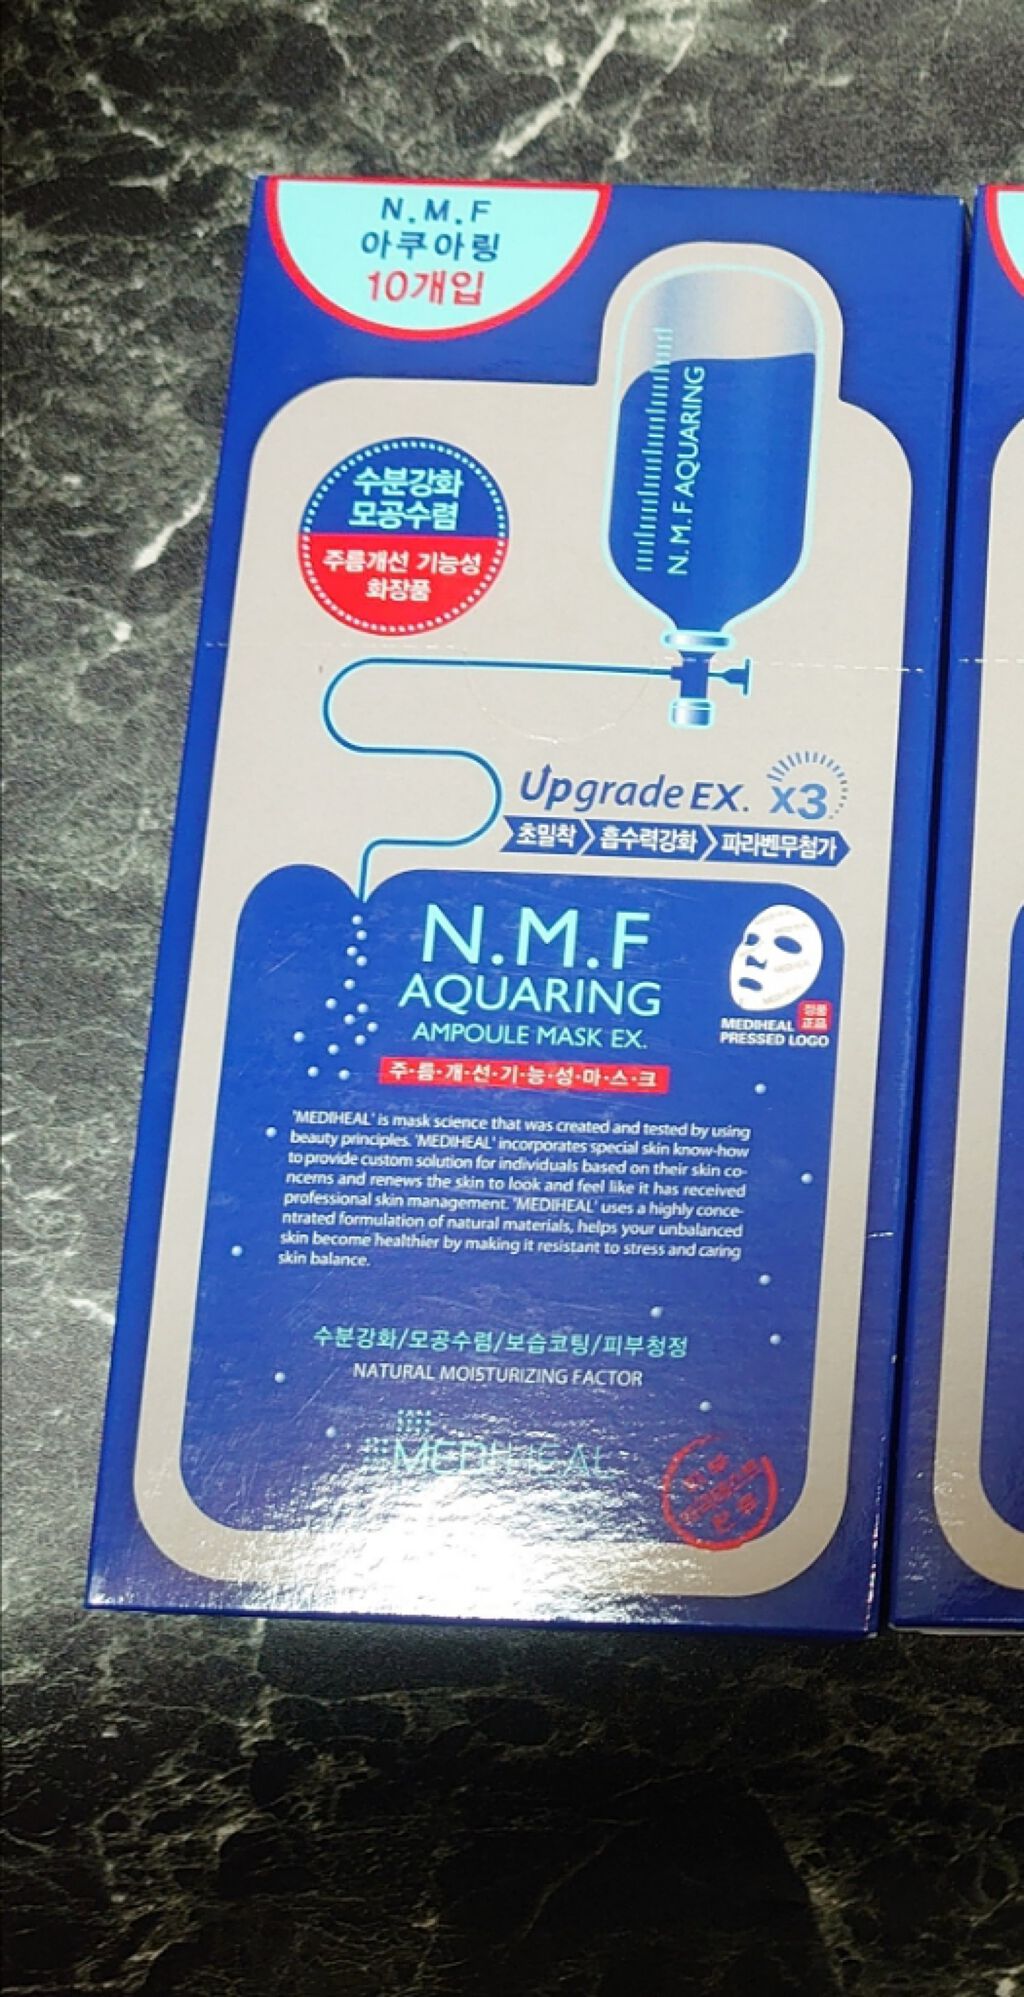 N.M.F
아쿠아링
10개입
N.M.F AQUARING
수분강화
모공수렴
주름개선 기능성
화장품
Upgrade EX. x3
초밀착 흡수력강화 피라벤무첨가
N.M.F
AQUARING
AMPOULE MASK EX.
주·름·개·선·기·능·성·마·스·크
MEDIHEAL 정품 正品
PRESSED LOGO
'MEDIHEAL' is mask science that was created and tested by using
beauty principles. 'MEDIHEAL' incorporates special skin know-how
to provide custom solution for individuals based on their skin co-
ncerns and renews the skin to look and feel like it has received
professional skin management. 'MEDIHEAL' uses a highly conce-
ntrated formulation of natural materials, helps your unbalanced
skin become healthier by making it resistant to stress and caring
skin balance.
수분강화/모공수렴/보습코팅/피부청정
NATURAL MOISTURIZING FACTOR
MEDIHEAL